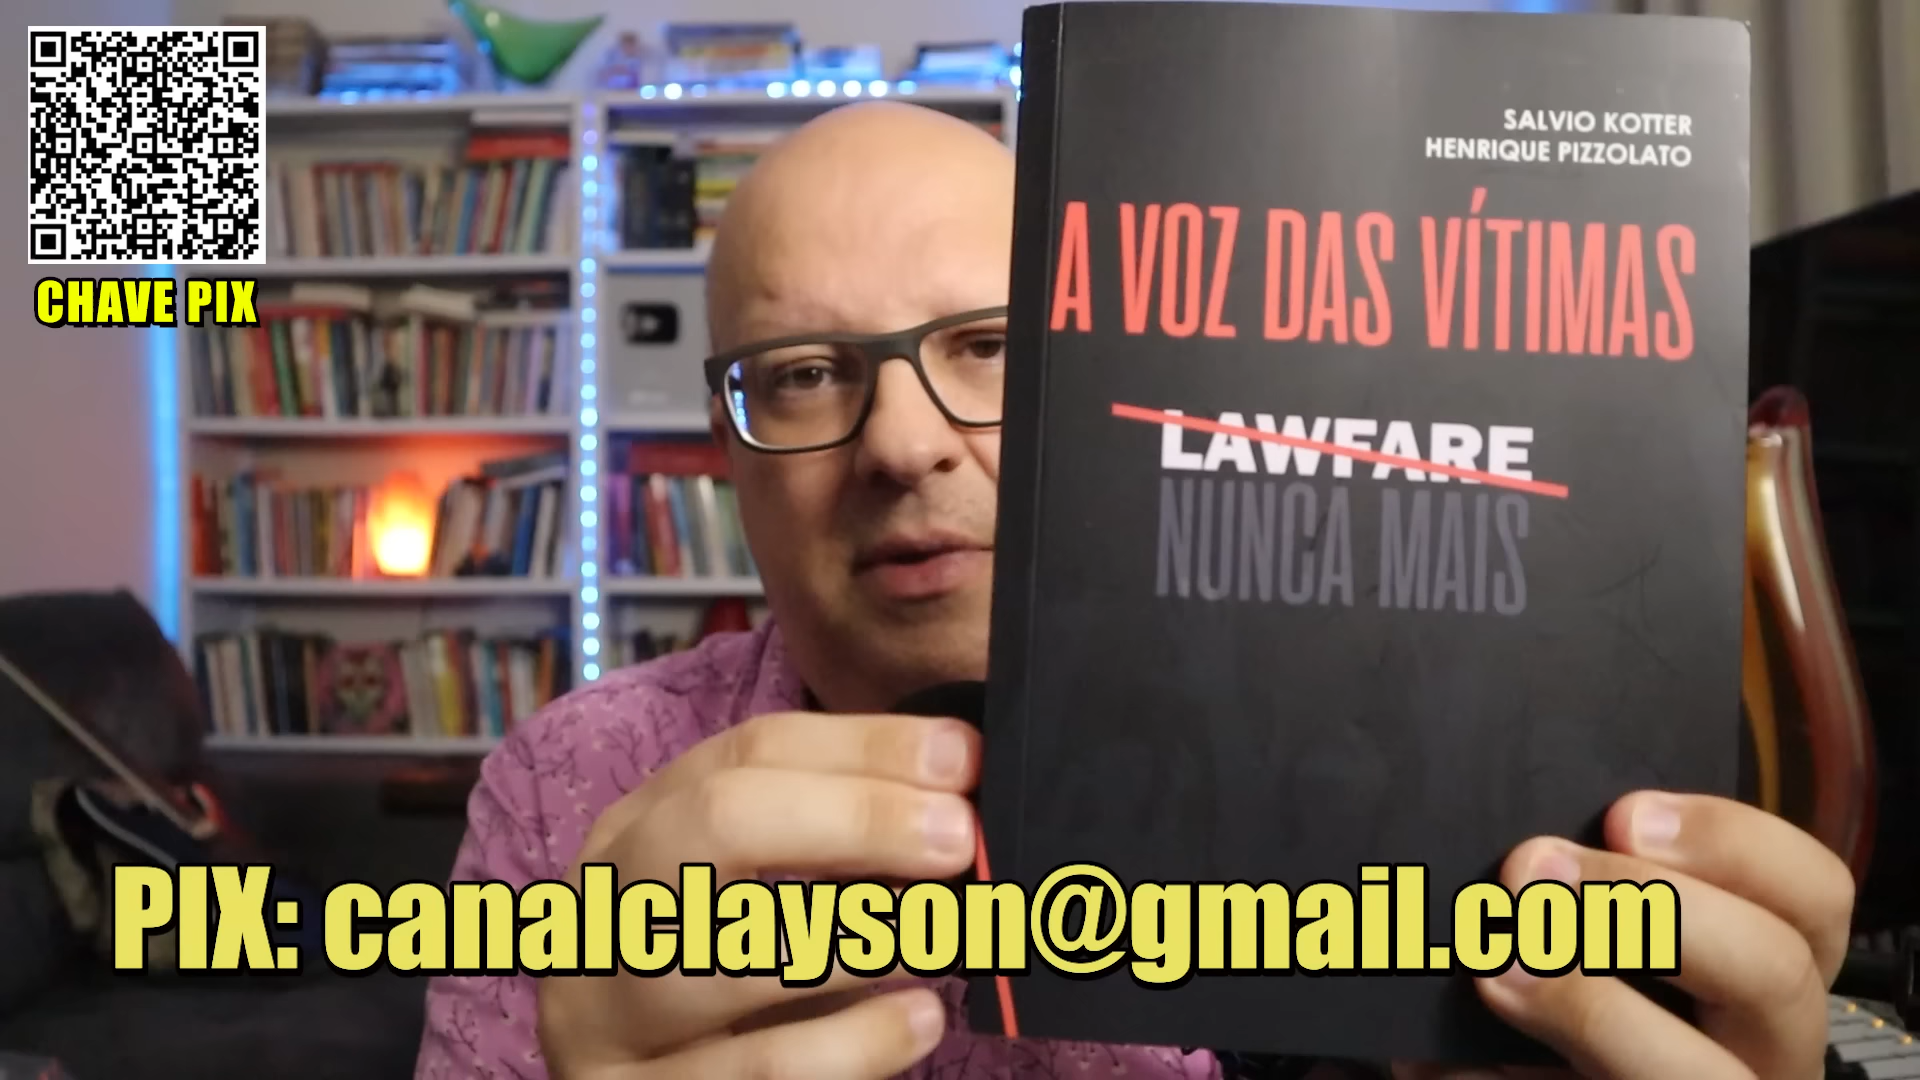 CHAVE PIX
SALVIO KOTTER
HENRIQUE PIZZOLATO
A VOZ DAS VÍTIMAS
LAWFARE
NUNCA MAIS
PIX: canalclayson@gmail.com